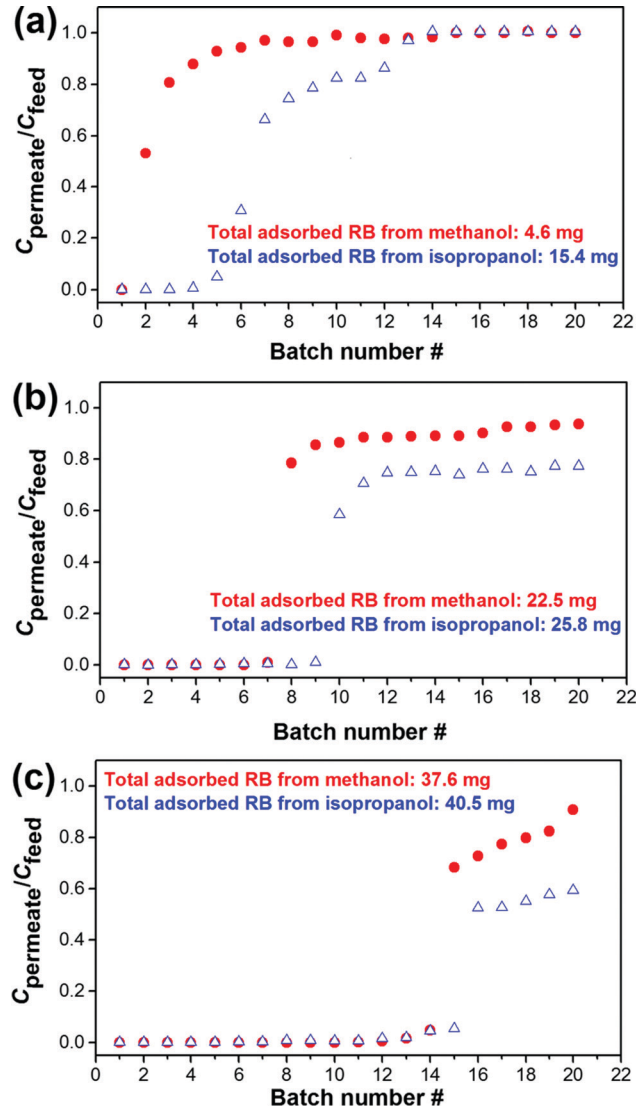 (a)
1.0
0.8
0.6
0.4
0.2
0.0
Cpermeate/Cfeed
Total adsorbed RB from methanol: 4.6 mg
Total adsorbed RB from isopropanol: 15.4 mg
0 2 4 6 8 10 12 14 16 18 20 22
Batch number #
(b)
1.0
0.8
0.6
0.4
0.2
0.0
Cpermeate/Cfeed
Total adsorbed RB from methanol: 22.5 mg
Total adsorbed RB from isopropanol: 25.8 mg
0 2 4 6 8 10 12 14 16 18 20 22
Batch number #
(c)
Total adsorbed RB from methanol: 37.6 mg
Total adsorbed RB from isopropanol: 40.5 mg
1.0
0.8
0.6
0.4
0.2
0.0
Cpermeate/Cfeed
0 2 4 6 8 10 12 14 16 18 20 22
Batch number #